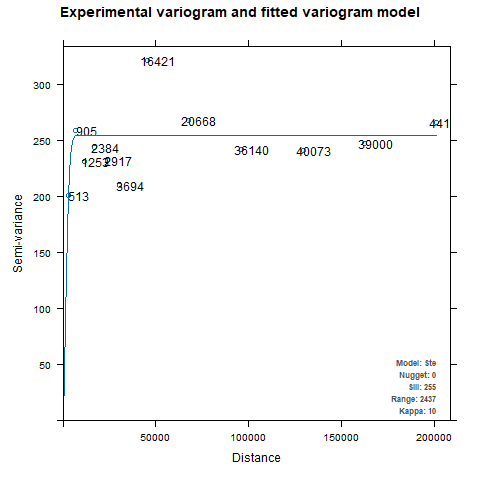 Experimental variogram and fitted variogram model
Semi-variance
300
250
200
150
100
50
16421
905
20668
441
2384
1253
2917
3694
513
36140
40073
39000
Model: Ste
Nugget: 0
Sill: 255
Range: 2437
Kappa: 10
50000
100000
150000
200000
Distance